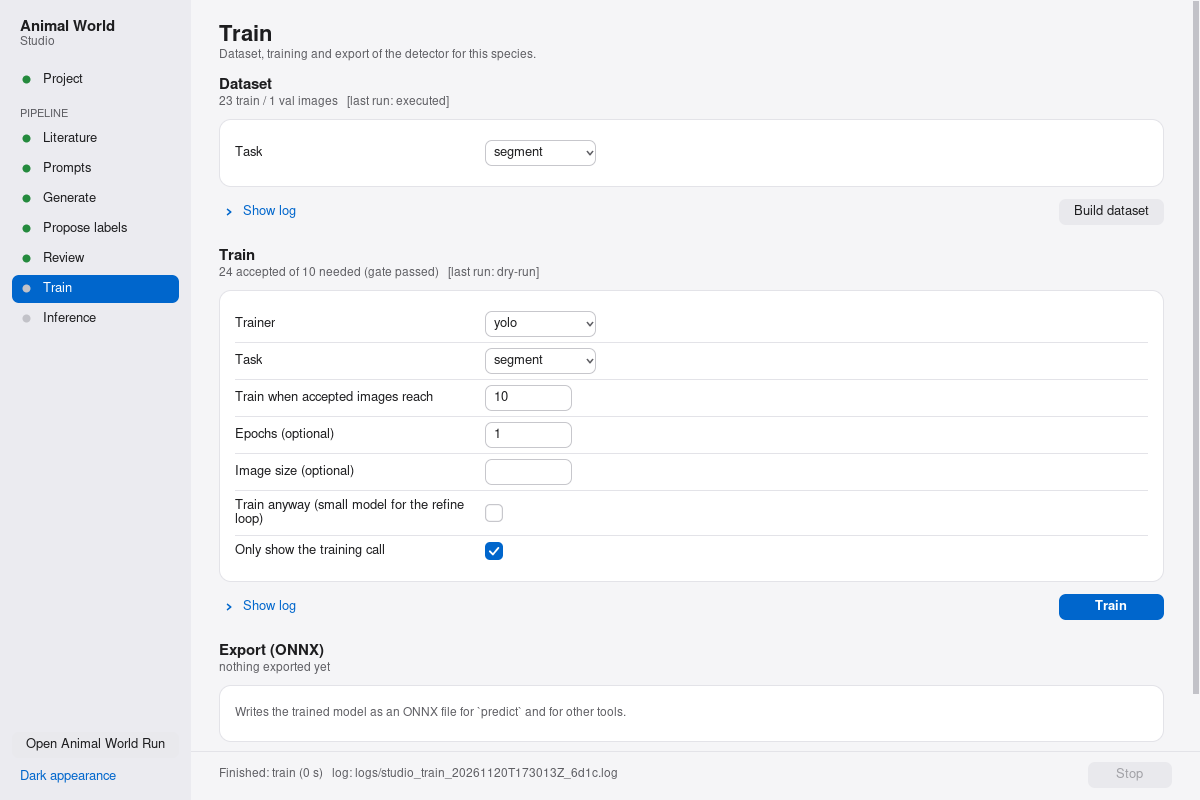 Animal World
Studio
Project
PIPELINE
Literature
Prompts
Generate
Propose labels
Review
Train
Inference
Open Animal World Run
Dark appearance
Train
Dataset, training and export of the detector for this species.
Dataset
23 train / 1 val images [last run: executed]
Task segment
Show log Build dataset
Train
24 accepted of 10 needed (gate passed) [last run: dry-run]
Trainer yolo
Task segment
Train when accepted images reach 10
Epochs (optional) 1
Image size (optional)
Train anyway (small model for the refine
loop)
Only show the training call
Show log Train
Export (ONNX)
nothing exported yet
Writes the trained model as an ONNX file for `predict` and for other tools.
Finished: train (0 s) log: logs/studio_train_20261120T173013Z_6d1c.log Stop